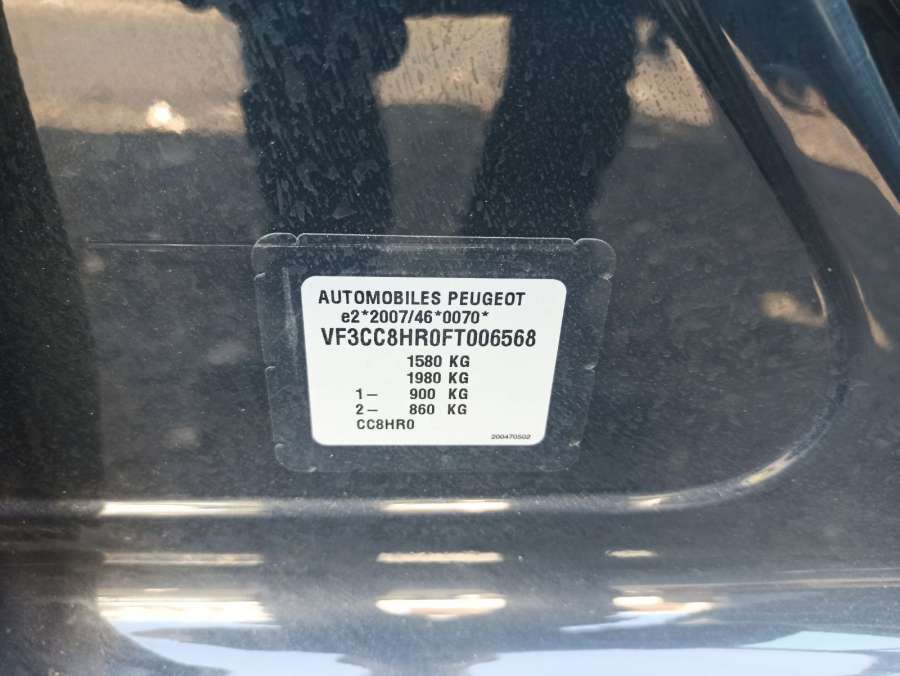 AUTOMOBILES PEUGEOT
e2*2007/46*0070*
VF3CC8HR0FT006568
1580 KG
1980 KG
1– 900 KG
2– 860 KG
CC8HR0
200470502